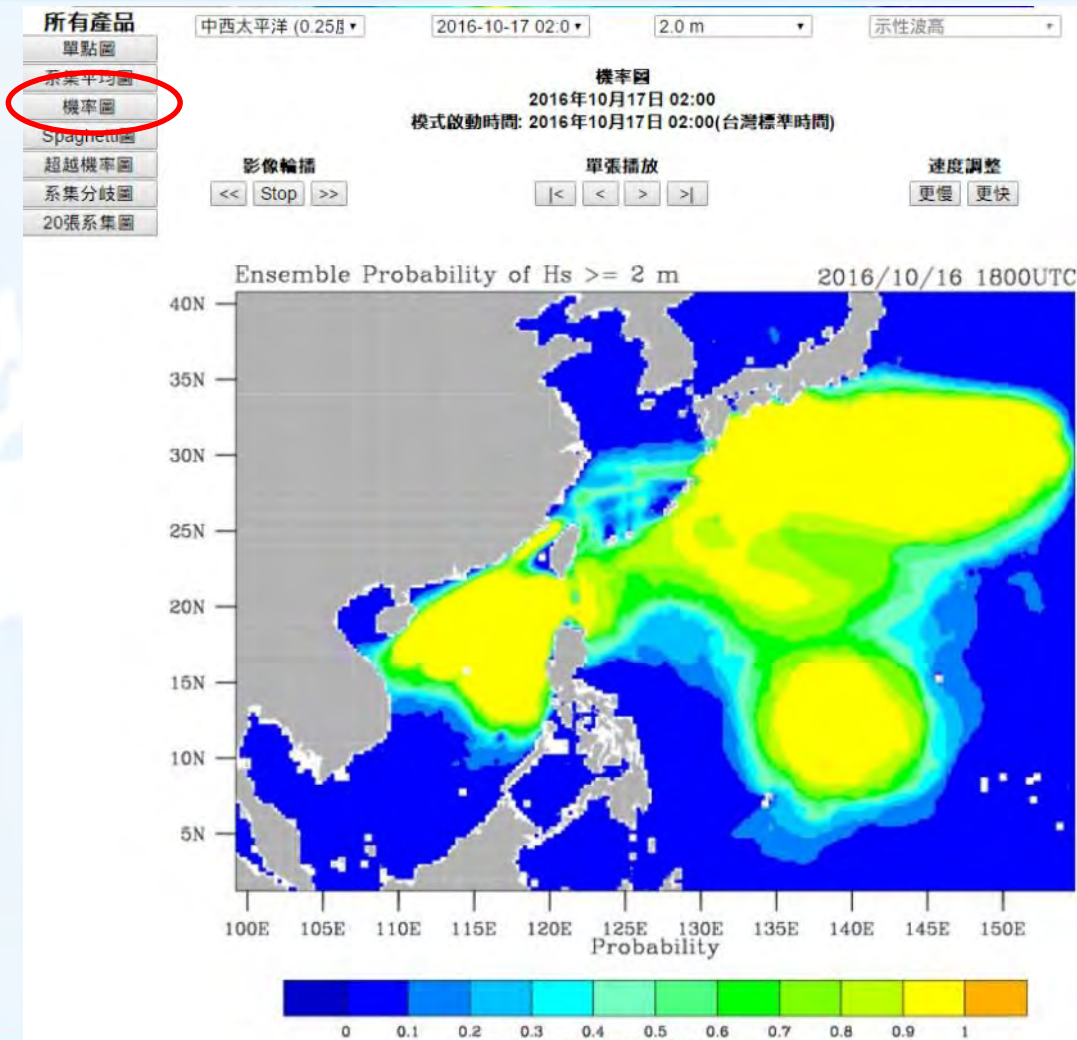 所有產品
單點圖
系集平均圖
機率圖
Spaghetti圖
超越機率圖
系集分歧圖
20張系集圖
中西太平洋 (0.25度 2016-10-17 02:0 2.0 m 示性波高
機率圖
2016年10月17日 02:00
模式啟動時間: 2016年10月17日 02:00(台灣標準時間)
影像輪播 單張播放 速度調整
<< Stop >> |< < > >| 更慢 更快
Ensemble Probability of Hs >= 2 m 2016/10/16 1800UTC
40N
35N
30N
25N
20N
15N
10N
5N
100E 105E 110E 115E 120E 125E 130E 135E 140E 145E 150E
Probability
0 0.1 0.2 0.3 0.4 0.5 0.6 0.7 0.8 0.9 1